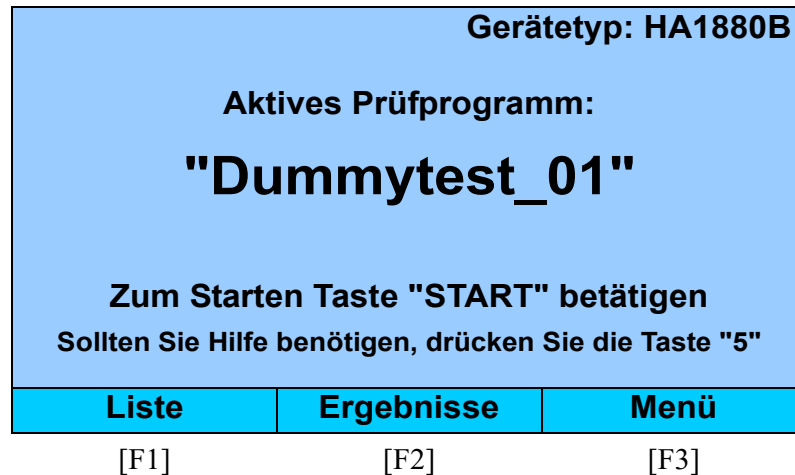 Gerätetyp: HA1880B
Aktives Prüfprogramm:
"Dummytest_01"
Zum Starten Taste "START" betätigen
Sollten Sie Hilfe benötigen, drücken Sie die Taste "5"
Liste Ergebnisse Menü
[F1] [F2] [F3]